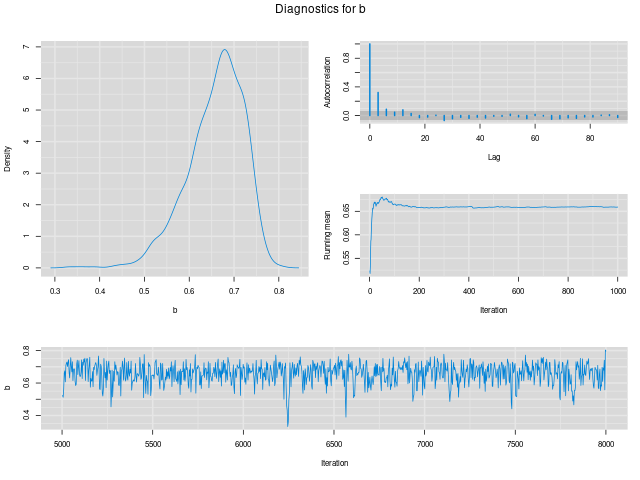 Diagnostics for b
Density
0 1 2 3 4 5 6 7
0.3 0.4 0.5 0.6 0.7 0.8
b
Autocorrelation
0.0 0.4 0.8
0 20 40 60 80
Lag
Running mean
0.55 0.60 0.65
0 200 400 600 800 1000
Iteration
b
0.4 0.6 0.8
5000 5500 6000 6500 7000 7500 8000
Iteration